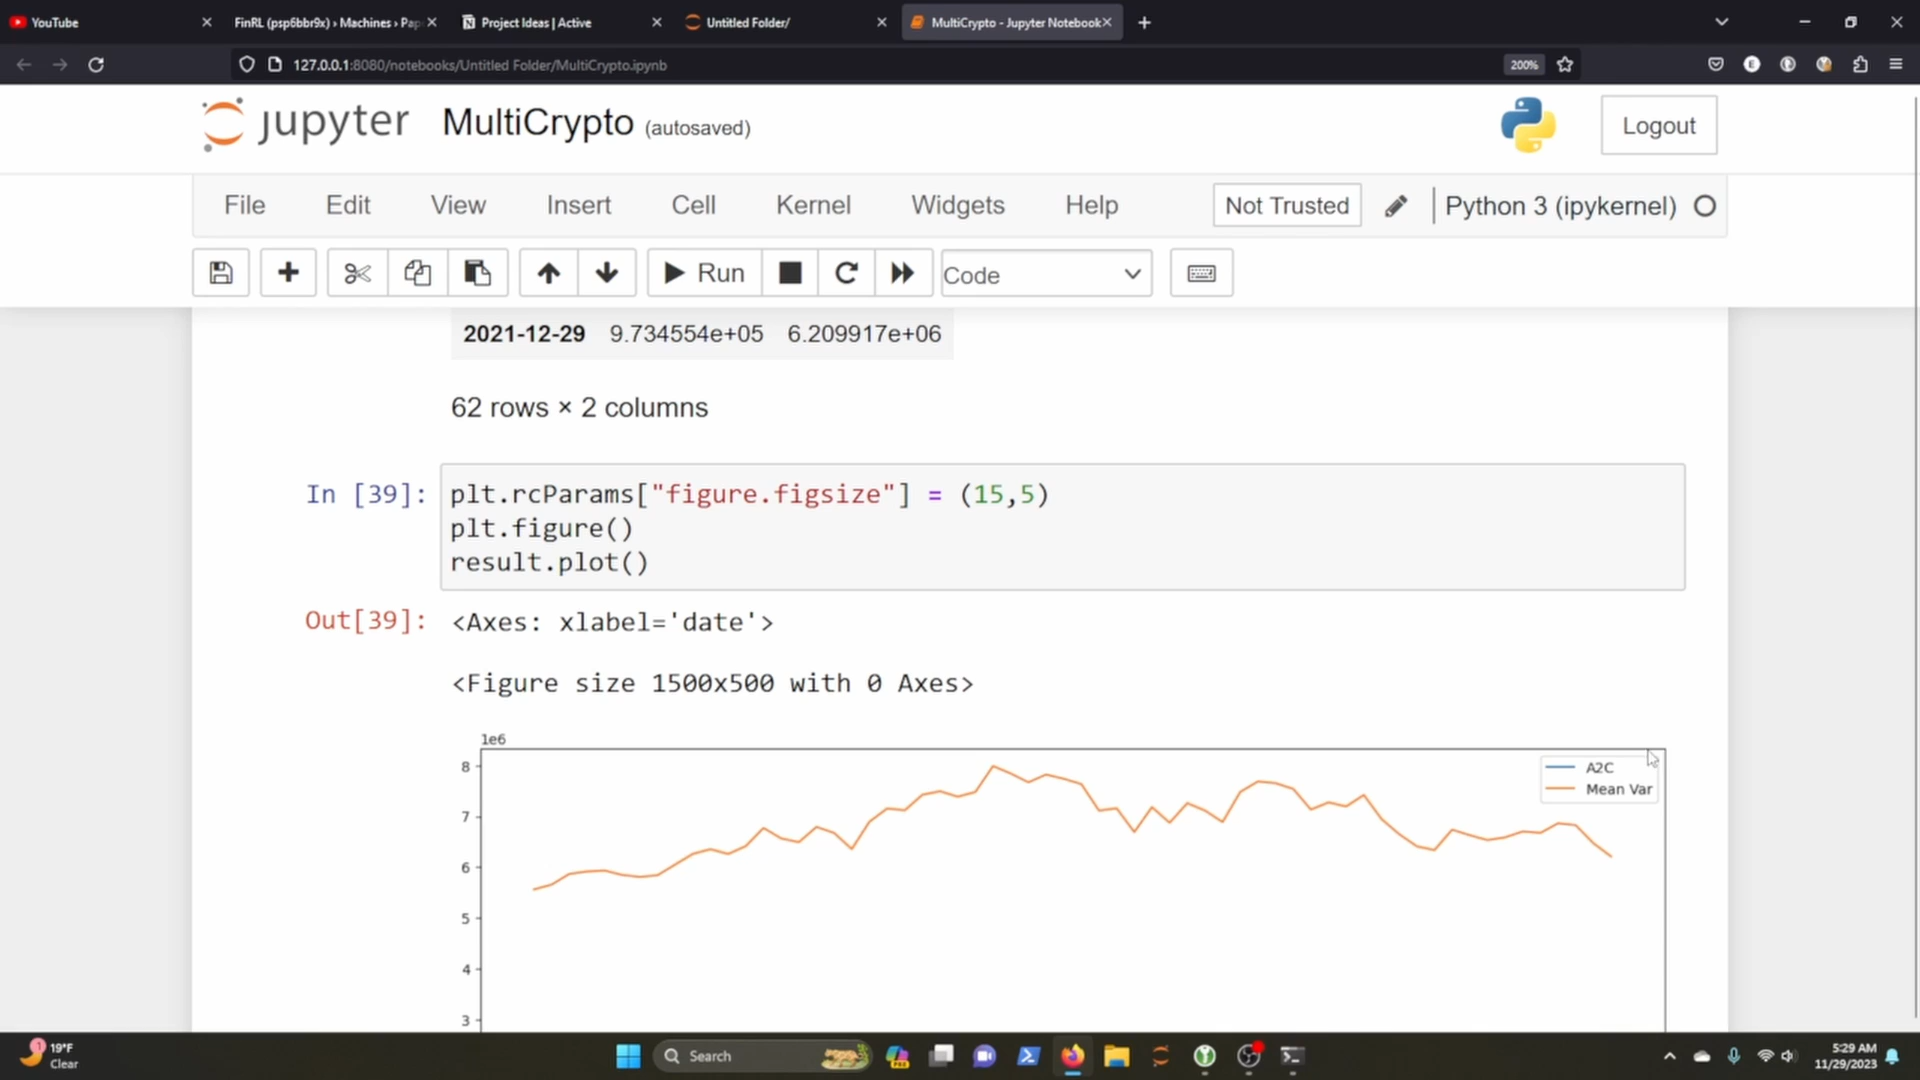 YouTube
FinRL (psp6bbr9x) › Machines › Pap
Project Ideas | Active
Untitled Folder/
MultiCrypto - Jupyter Notebook
127.0.0.1:8080/notebooks/Untitled Folder/MultiCrypto.ipynb
200%
jupyter
MultiCrypto (autosaved)
Logout
File Edit View Insert Cell Kernel Widgets Help
Not Trusted
Python 3 (ipykernel)
Run
Code
2021-12-29 9.734554e+05 6.209917e+06
62 rows × 2 columns
In [39]:
plt.rcParams["figure.figsize"] = (15,5)
plt.figure()
result.plot()
Out[39]: <Axes: xlabel='date'>
<Figure size 1500x500 with 0 Axes>
1e6
8
7
6
5
4
3
A2C
Mean Var
1
19°F
Clear
Search
5:29 AM
11/29/2023